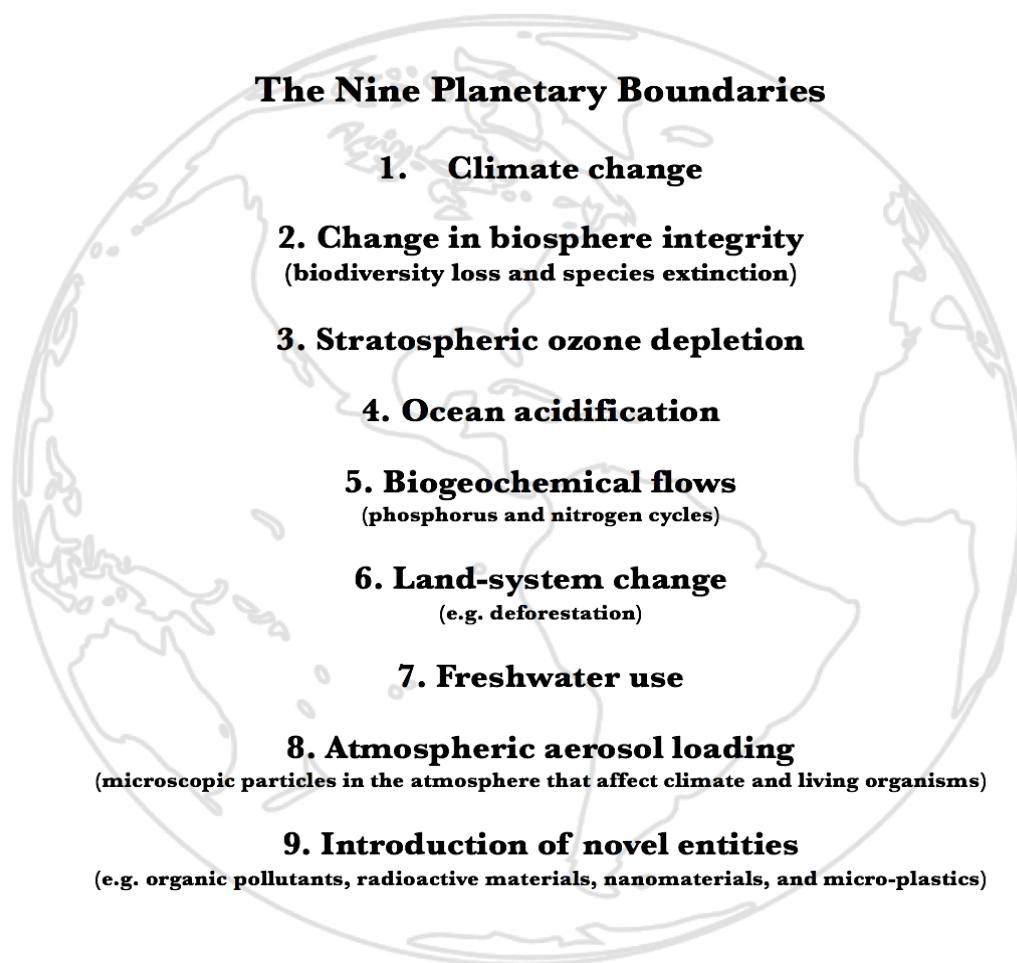 The Nine Planetary Boundaries
1. Climate change
2. Change in biosphere integrity
(biodiversity loss and species extinction)
3. Stratospheric ozone depletion
4. Ocean acidification
5. Biogeochemical flows
(phosphorus and nitrogen cycles)
6. Land-system change
(e.g. deforestation)
7. Freshwater use
8. Atmospheric aerosol loading
(microscopic particles in the atmosphere that affect climate and living organisms)
9. Introduction of novel entities
(e.g. organic pollutants, radioactive materials, nanomaterials, and micro-plastics)